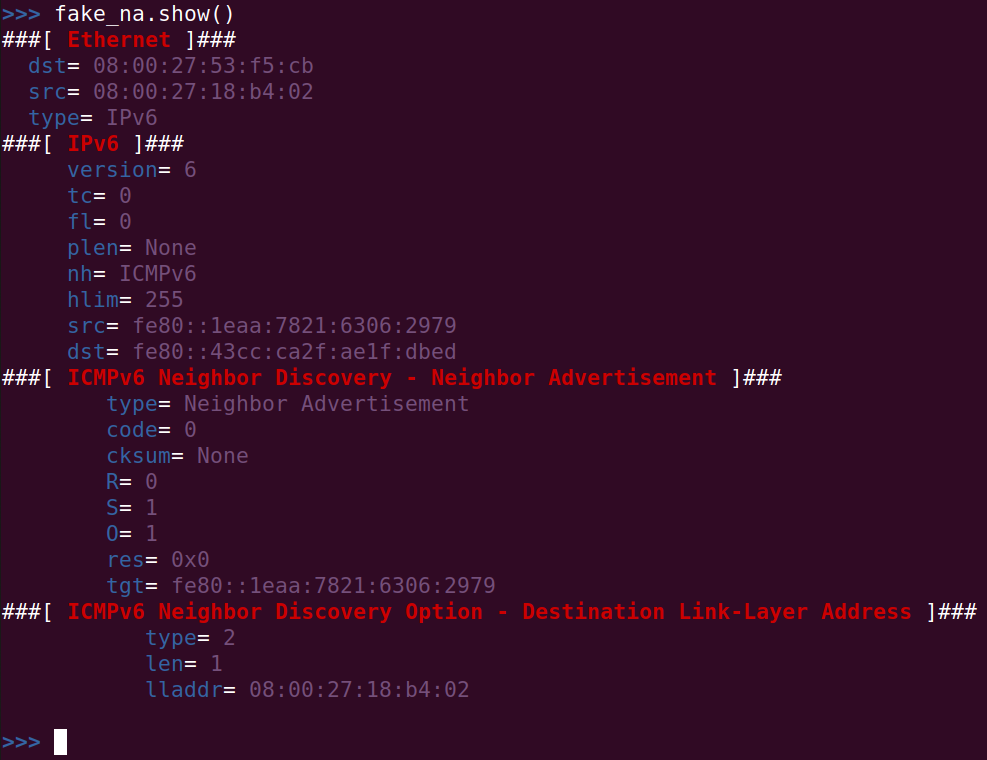 >>> fake_na.show()
###[ Ethernet ]###
  dst= 08:00:27:53:f5:cb
  src= 08:00:27:18:b4:02
  type= IPv6
###[ IPv6 ]###
     version= 6
     tc= 0
     fl= 0
     plen= None
     nh= ICMPv6
     hlim= 255
     src= fe80::1eaa:7821:6306:2979
     dst= fe80::43cc:ca2f:ae1f:dbed
###[ ICMPv6 Neighbor Discovery - Neighbor Advertisement ]###
        type= Neighbor Advertisement
        code= 0
        cksum= None
        R= 0
        S= 1
        O= 1
        res= 0x0
        tgt= fe80::1eaa:7821:6306:2979
###[ ICMPv6 Neighbor Discovery Option - Destination Link-Layer Address ]###
           type= 2
           len= 1
           lladdr= 08:00:27:18:b4:02
>>>